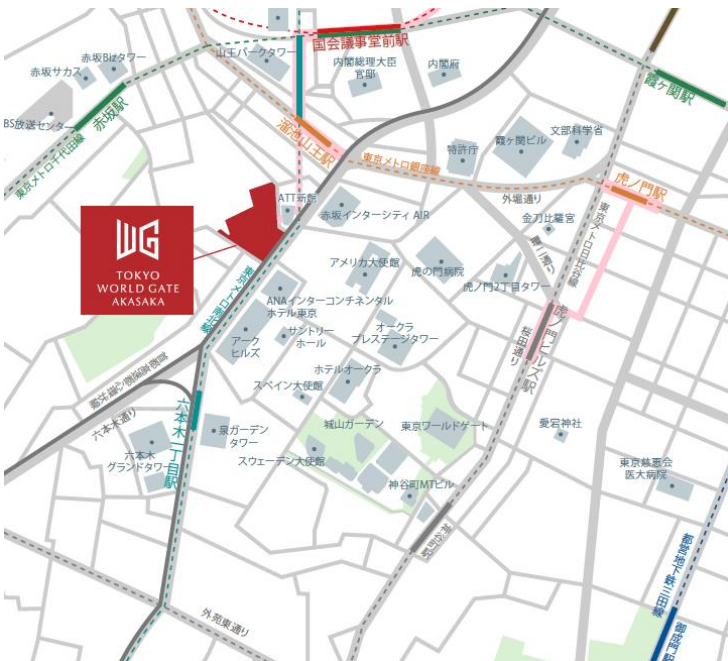 国会議事堂前駅
山王パークタワー
赤坂Bizタワー
赤坂サカス
内閣総理大臣
官邸
内閣府
霞ヶ関駅
BS放送センター
赤坂駅
東京メトロ千代田線
溜池山王駅
東京メトロ銀座線
特許庁
霞ヶ関ビル
文部科学省
虎ノ門駅
外堀通り
金刀比羅宮
東京メトロ日比谷線
ATT新館
赤坂インターシティ AIR
WG
TOKYO
WORLD GATE
AKASAKA
東京メトロ南北線
アメリカ大使館
虎の門病院
虎ノ門2丁目タワー
ANAインターコンチネンタル
ホテル東京
アーク
ヒルズ
サントリー
ホール
オークラ
プレステージタワー
虎ノ門ヒルズ駅
桜田通り
ホテルオークラ
スペイン大使館
六本木通り
六本木一丁目駅
泉ガーデン
タワー
城山ガーデン
東京ワールドゲート
愛宕神社
六本木
グランドタワー
スウェーデン大使館
神谷町MTビル
東京慈恵会
医大病院
神谷町駅
都営地下鉄三田線
御成門駅
外苑東通り